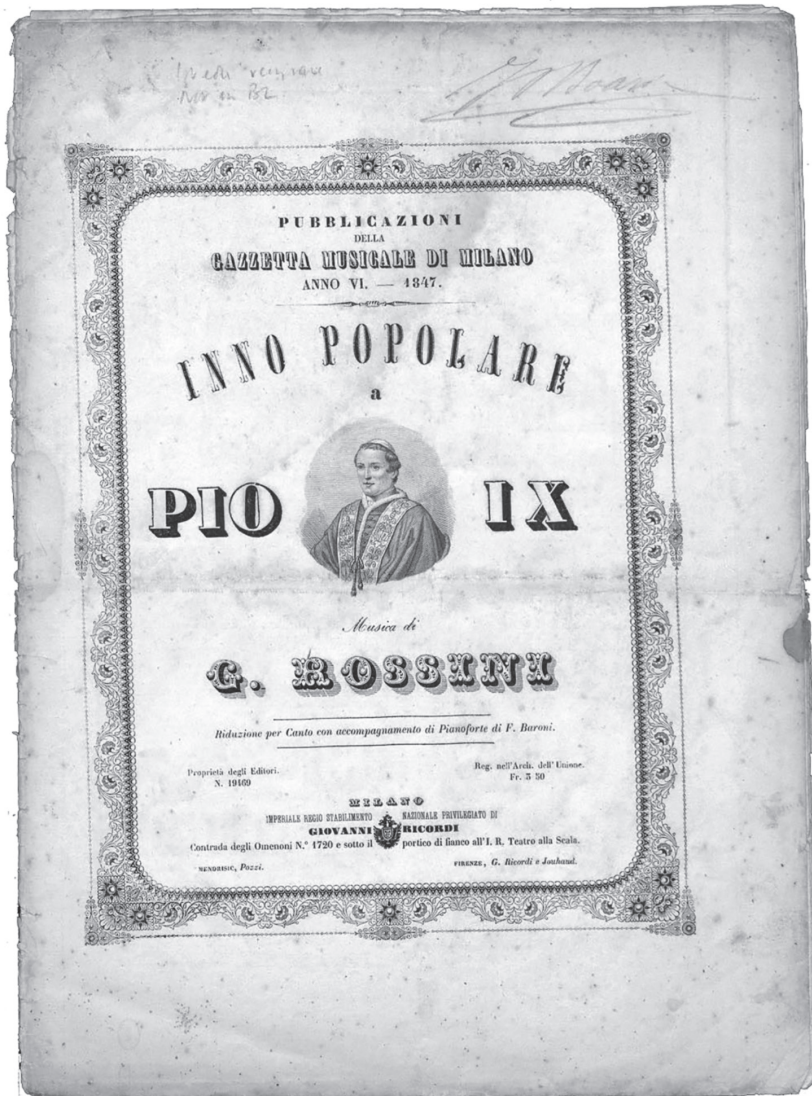 PUBBLICAZIONI
DELLA
GAZZETTA MUSICALE DI MILANO
ANNO VI. — 1847.
INNO POPOLARE
a
PIO IX
Musica di
G. ROSSINI
Riduzione per Canto con accompagnamento di Pianoforte di F. Baroni.
Proprietà degli Editori.
N. 19469
Reg. nell'Arch. dell'Unione.
Fr. 3 50
MILANO
IMPERIALE REGIO STABILIMENTO NAZIONALE PRIVILEGIATO DI
GIOVANNI RICORDI
Contrada degli Omenoni N.° 1720 e sotto il portico di fianco all'I. R. Teatro alla Scala.
MENDRISIO, Pozzi.
FIRENZE, G. Ricordi e Jouhaud.